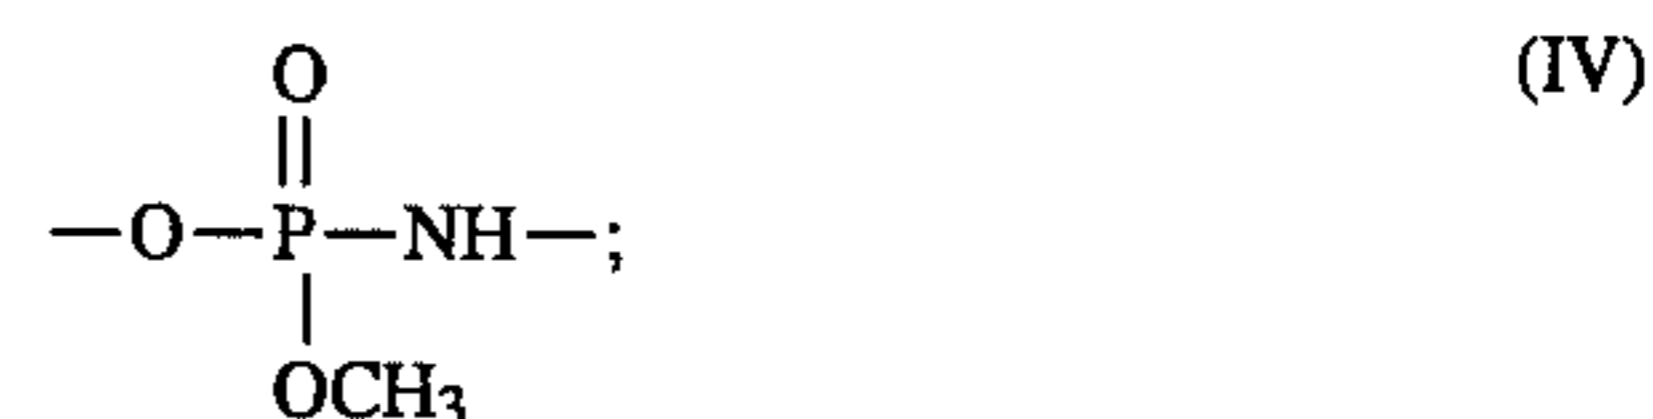 O (IV)
—O—P—NH—;
OCH₃